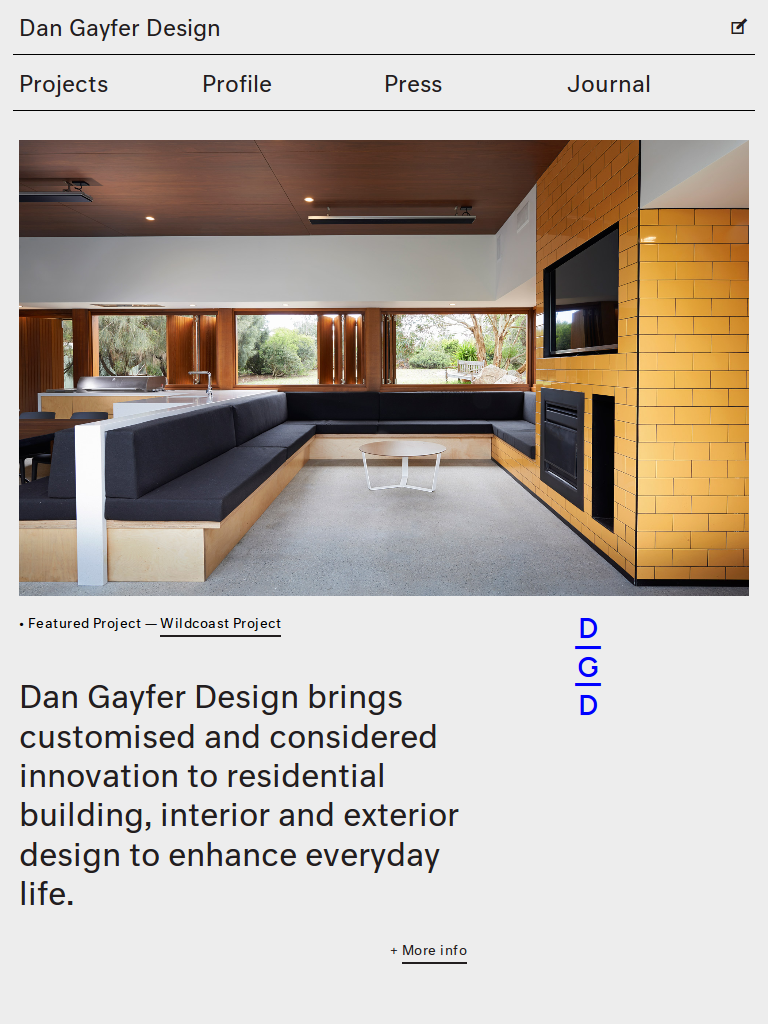 Dan Gayfer Design
Projects Profile Press Journal
• Featured Project — Wildcoast Project
D
G
D
Dan Gayfer Design brings
customised and considered
innovation to residential
building, interior and exterior
design to enhance everyday
life.
+ More info